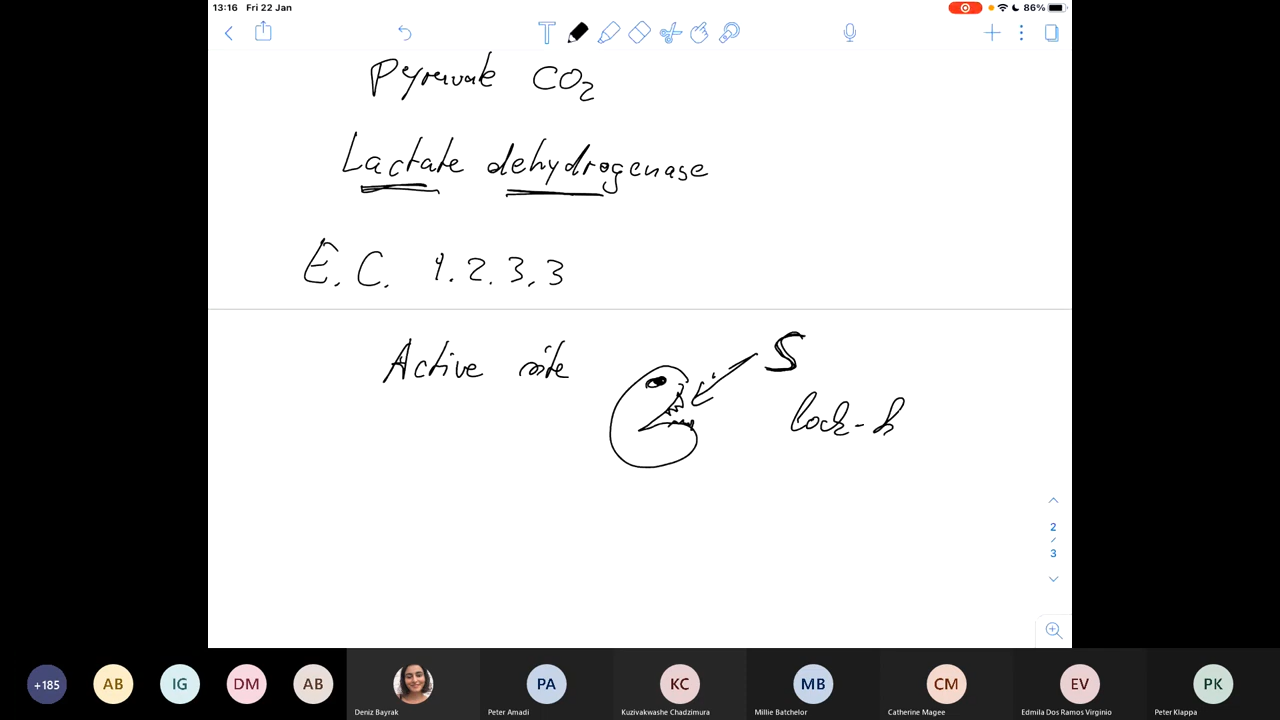 13:16 Fri 22 Jan 86%
T
Pyruvate CO2
Lactate dehydrogenase
E.C. 1.2.3.3
Active site
S
lock-k
2
/
3
+185 AB IG DM AB PA KC MB CM EV PK
Deniz Bayrak Peter Amadi Kuzivakwashe Chadzimura Millie Batchelor Catherine Magee Edmila Dos Ramos Virginio Peter Klappa